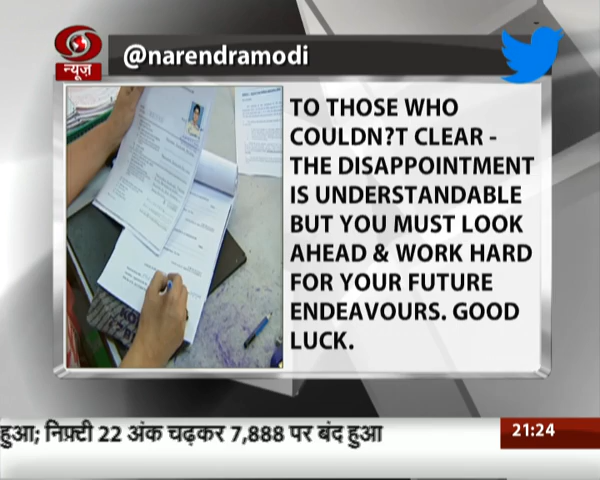 न्यूज़
@narendramodi
TO THOSE WHO
COULDN?T CLEAR -
THE DISAPPOINTMENT
IS UNDERSTANDABLE
BUT YOU MUST LOOK
AHEAD & WORK HARD
FOR YOUR FUTURE
ENDEAVOURS. GOOD
LUCK.
हुआ; निफ़्टी 22 अंक चढ़कर 7,888 पर बंद हुआ
21:24